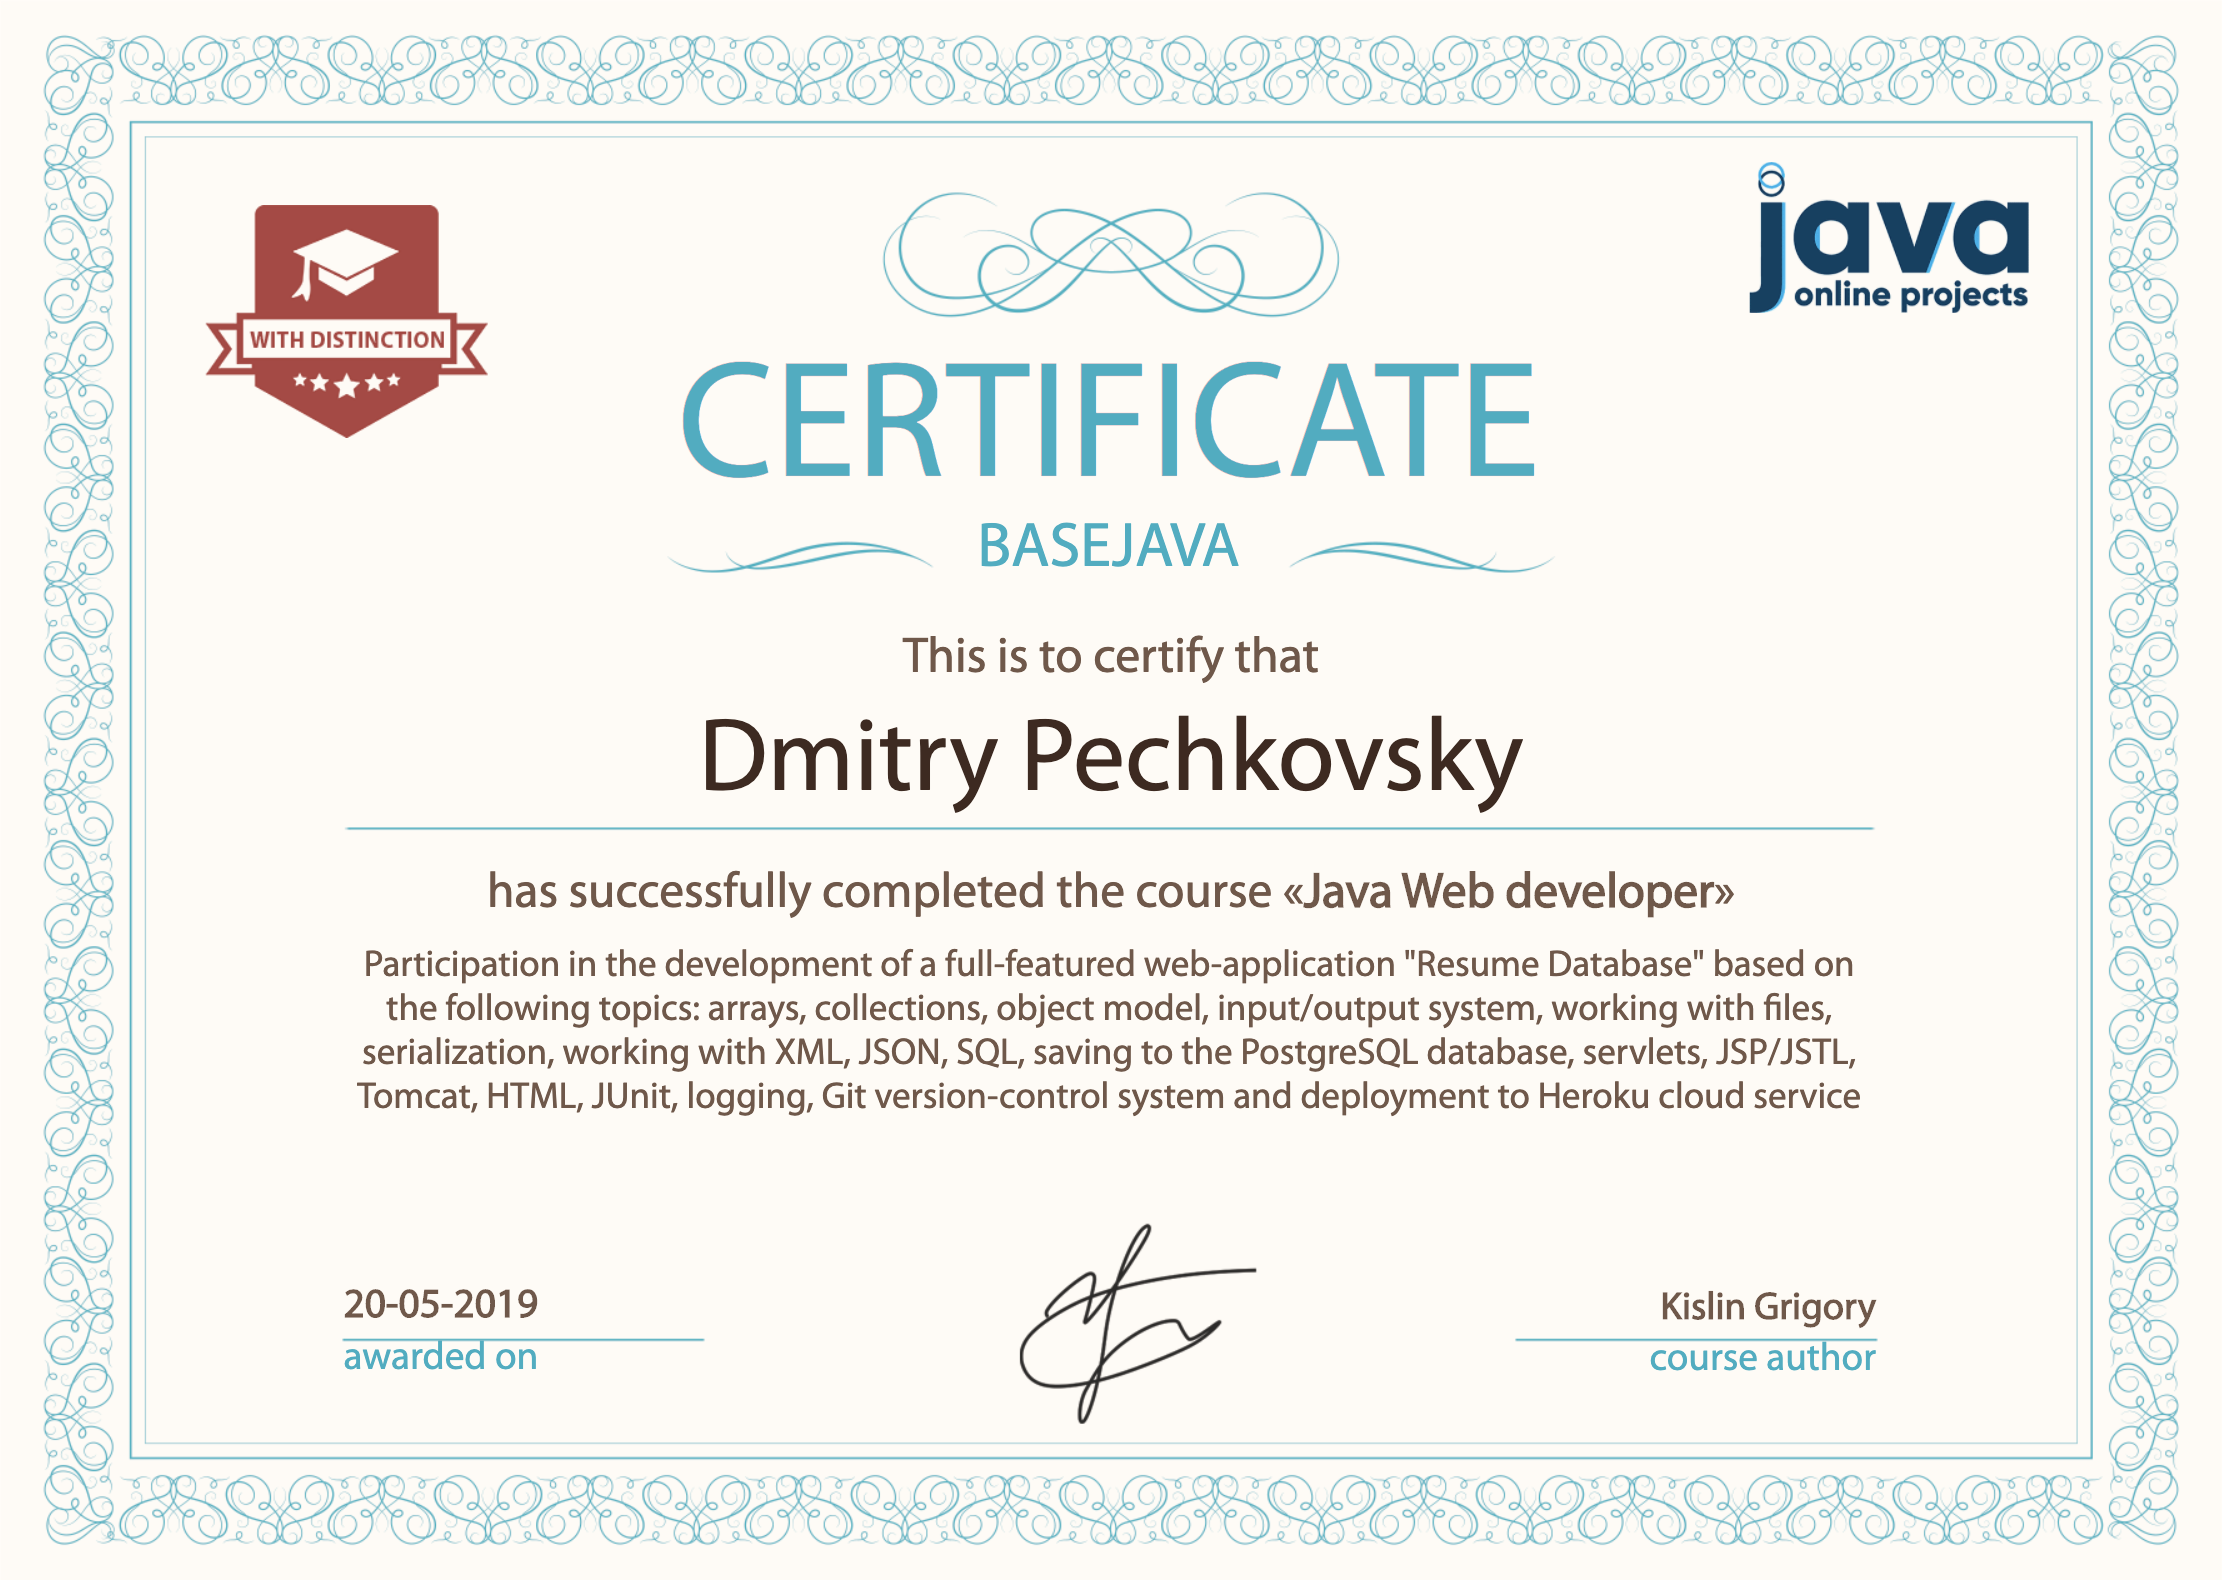 java
online projects
WITH DISTINCTION
CERTIFICATE
BASEJAVA
This is to certify that
Dmitry Pechkovsky
has successfully completed the course «Java Web developer»
Participation in the development of a full-featured web-application "Resume Database" based on
the following topics: arrays, collections, object model, input/output system, working with files,
serialization, working with XML, JSON, SQL, saving to the PostgreSQL database, servlets, JSP/JSTL,
Tomcat, HTML, JUnit, logging, Git version-control system and deployment to Heroku cloud service
20-05-2019
awarded on
Kislin Grigory
course author